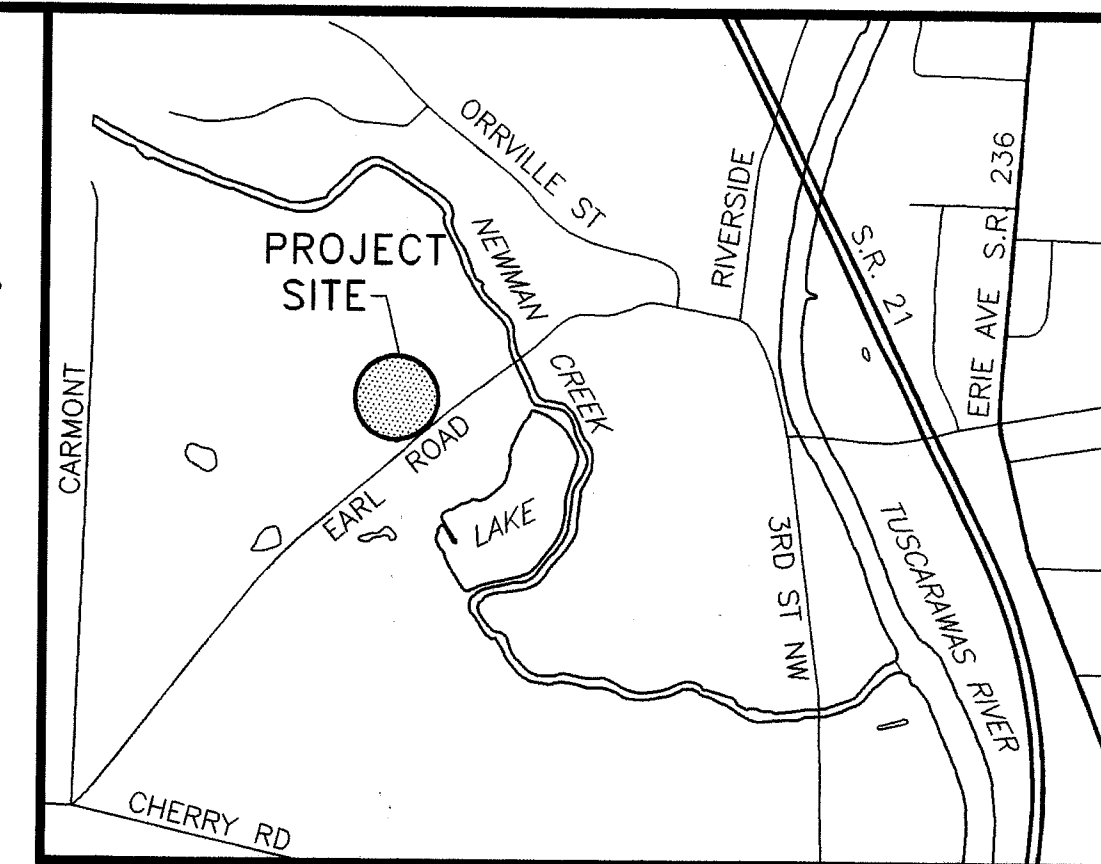 ORRVILLE ST
RIVERSIDE
ERIE AVE S.R. 236
S.R. 21
NEWMAN
CREEK
PROJECT
SITE
CARMONT
EARL ROAD
LAKE
3RD ST NW
TUSCARAWAS RIVER
CHERRY RD